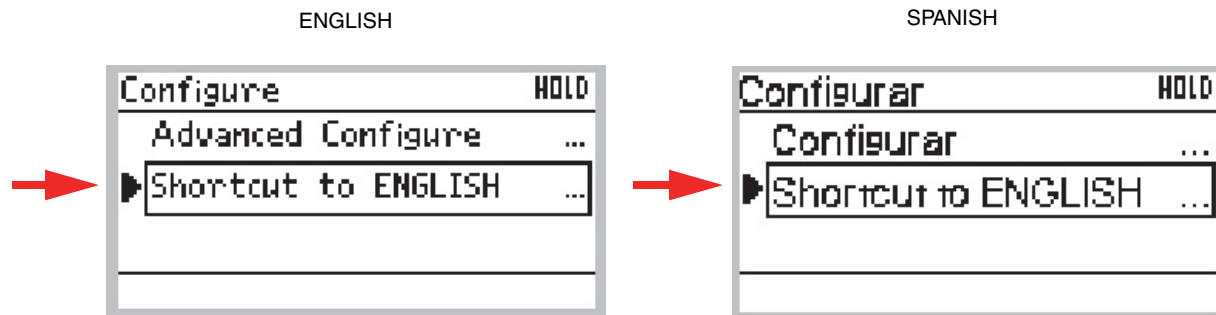 ENGLISH
Configure HOLD
Advanced Configure ...
Shortcut to ENGLISH ...
SPANISH
Configurar HOLD
Configurar ...
Shortcut to ENGLISH ...